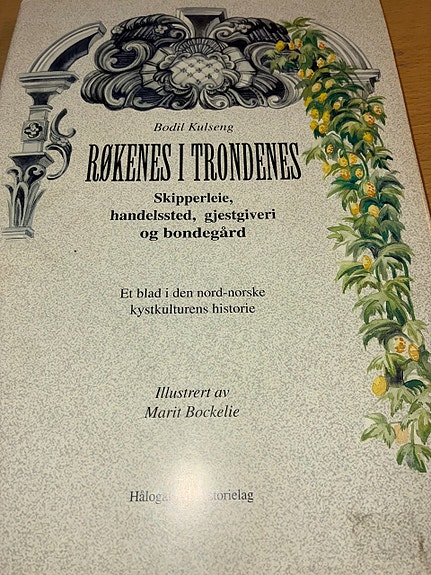 Bodil Kulseng
RØKENES I TRONDENES
Skipperleie,
handelssted, gjestgiveri
og bondegård
Et blad i den nord-norske
kystkulturens historie
Illustrert av
Marit Bockelie